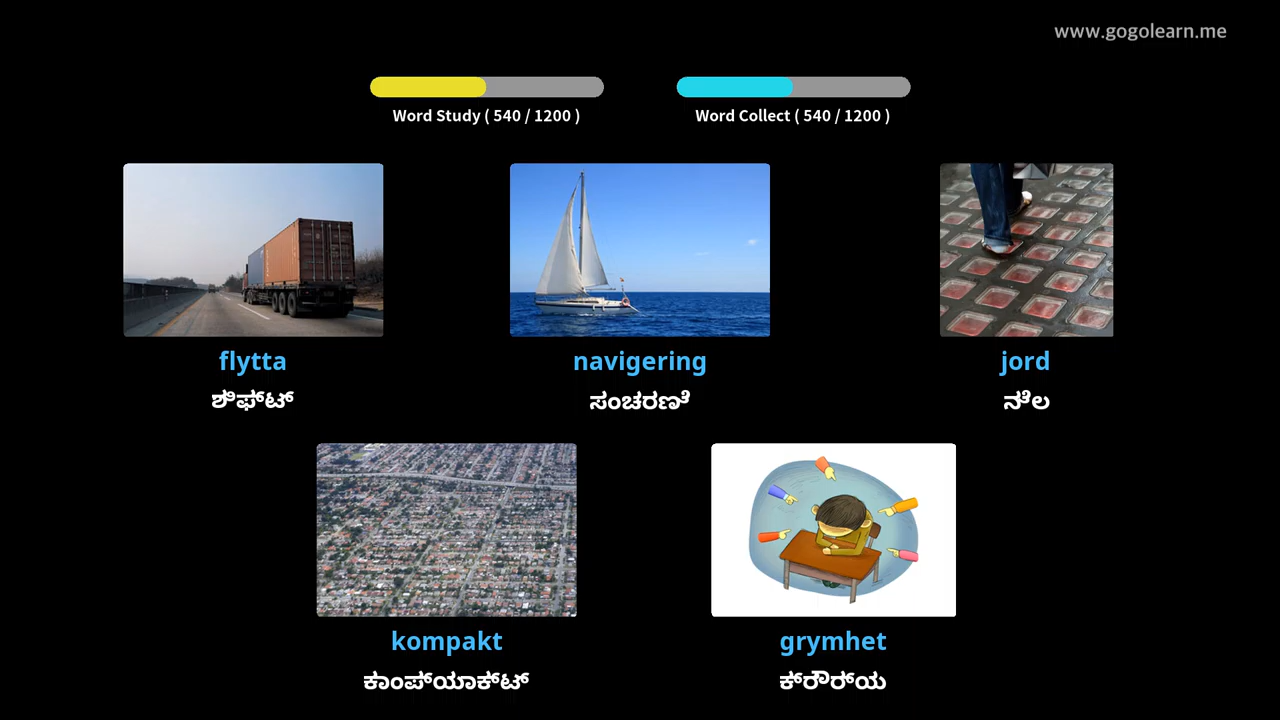 www.gogolearn.me
Word Study ( 540 / 1200 )
Word Collect ( 540 / 1200 )
flytta
navigering
jord
ಶಿಫ್ಟ್
ಸಂಚರಣೆ
ನೆಲ
kompakt
grymhet
ಕಾಂಪ್ಯಾಕ್ಟ್
ಕ್ರೌರ್ಯ